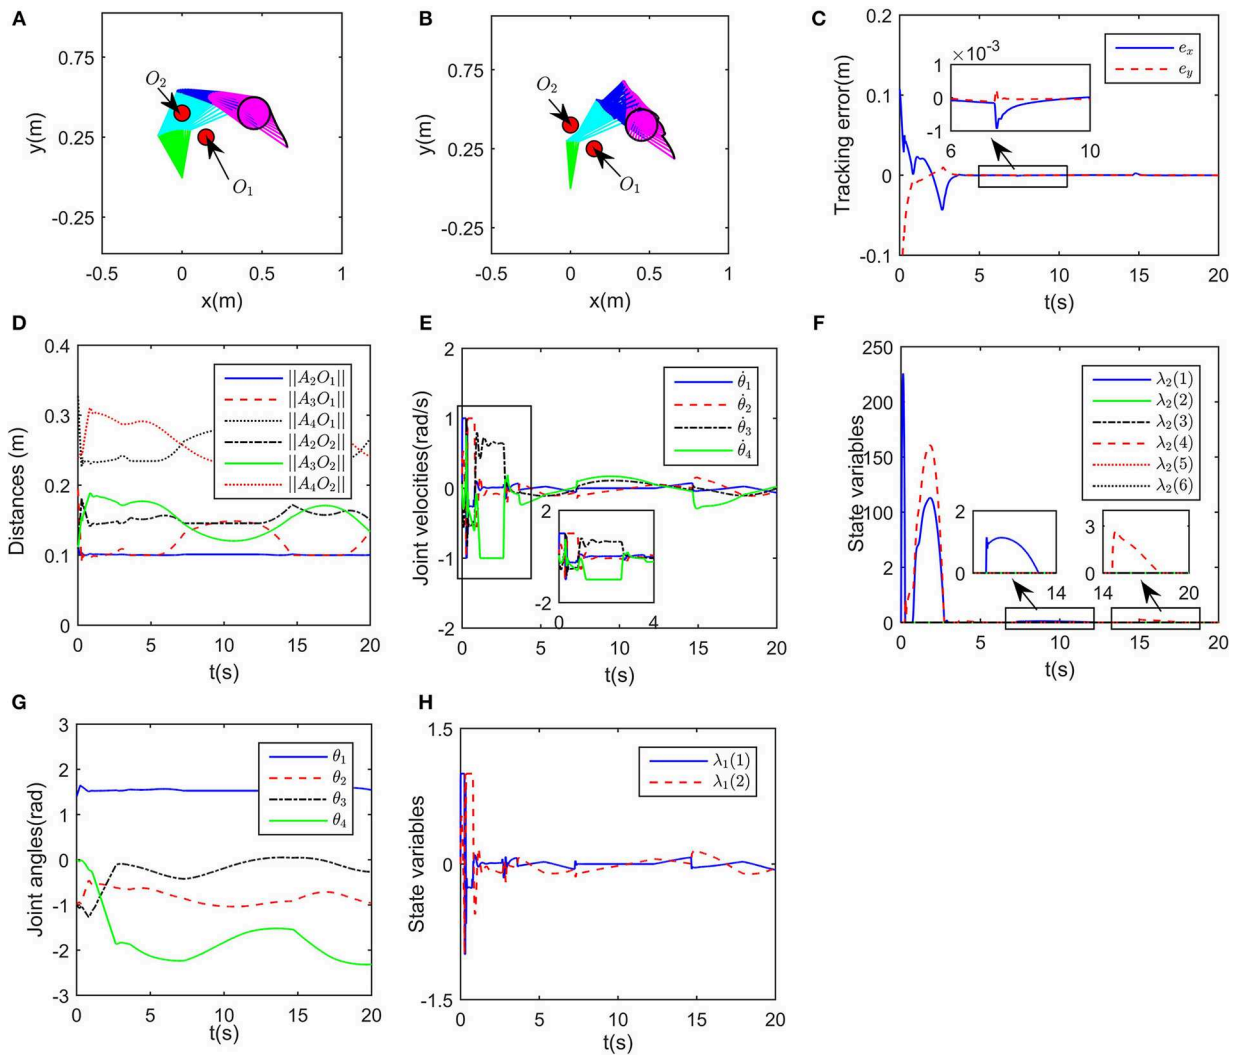 A
0.75
y(m)
0.25
-0.25
-0.5
0
0.5
1
x(m)
O2
O1
B
0.75
y(m)
0.25
-0.25
-0.5
0
0.5
1
x(m)
O2
O1
C
0.2
0.1
0
-0.1
Tracking error(m)
0
5
10
15
20
t(s)
ex
ey
×10-3
1
0
-1
6
10
D
0.4
0.3
0.2
0.1
0
Distances (m)
0
5
10
15
20
t(s)
||A2O1||
||A3O1||
||A4O1||
||A2O2||
||A3O2||
||A4O2||
E
2
1
0
-1
-2
Joint velocities(rad/s)
0
5
10
15
20
t(s)
θ̇1
θ̇2
θ̇3
θ̇4
2
-2
0
4
F
250
200
150
100
2
0
State variables
0
5
10
15
20
t(s)
λ2(1)
λ2(2)
λ2(3)
λ2(4)
λ2(5)
λ2(6)
2
0
14
3
0
14
20
G
3
2
1
0
-1
-2
-3
Joint angles(rad)
0
5
10
15
20
t(s)
θ1
θ2
θ3
θ4
H
1.5
0
-1.5
State variables
0
5
10
15
20
t(s)
λ1(1)
λ1(2)